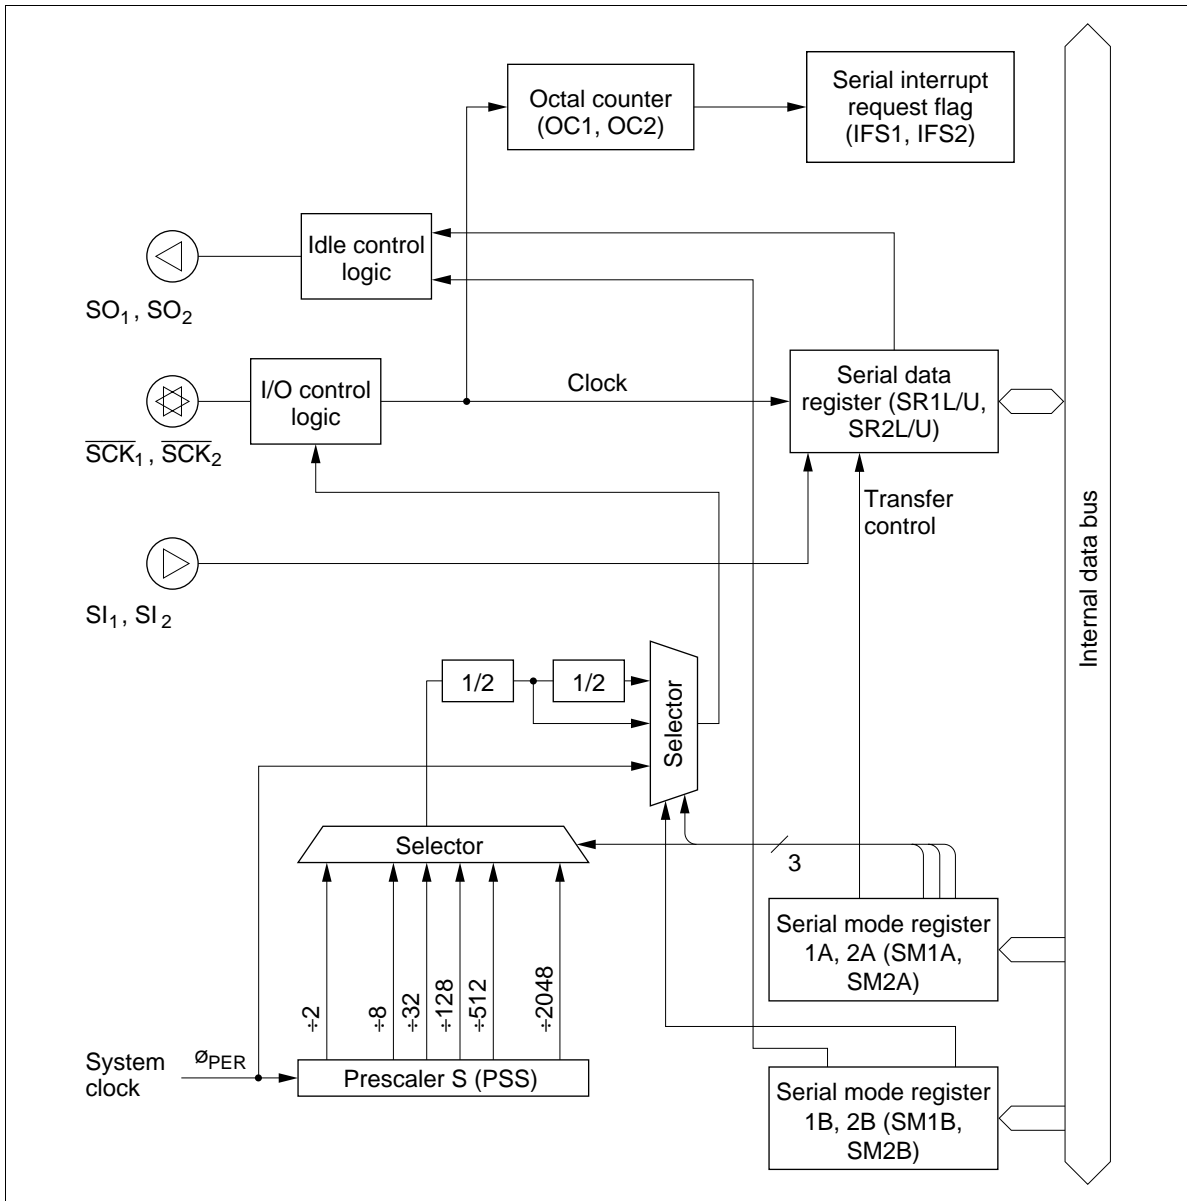 Octal counter
(OC1, OC2)
Serial interrupt
request flag
(IFS1, IFS2)
Idle control
logic
SO1, SO2
I/O control
logic
Clock
Serial data
register (SR1L/U,
SR2L/U)
S̅C̅K̅1, S̅C̅K̅2
Transfer
control
SI1, SI2
Internal data bus
1/2
1/2
Selector
Selector
3
÷2
÷8
÷32
÷128
÷512
÷2048
Serial mode register
1A, 2A (SM1A,
SM2A)
System
clock
øPER
Prescaler S (PSS)
Serial mode register
1B, 2B (SM1B,
SM2B)